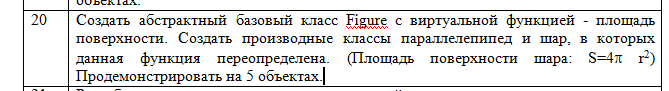 объектах.
20 Создать абстрактный базовый класс Figure с виртуальной функцией - площадь
поверхности. Создать производные классы параллелепипед и шар, в которых
данная функция переопределена. (Площадь поверхности шара: S=4π r²)
Продемонстрировать на 5 объектах.